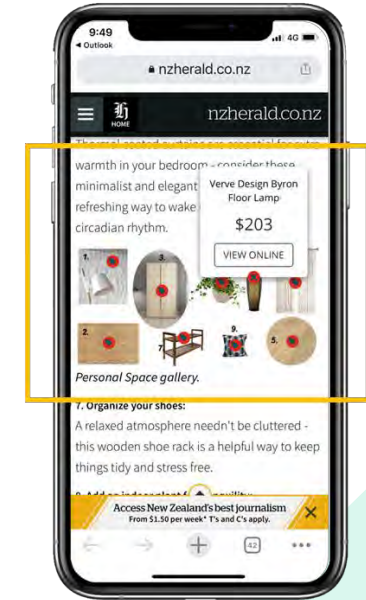 9:49
4G
Outlook
nzherald.co.nz
HOME
nzherald.co.nz
warmth in your bedroom - consider these
minimalist and elegant
refreshing way to wake
circadian rhythm.
Verve Design Byron
Floor Lamp
$203
VIEW ONLINE
1.
3.
2.
7.
9.
5.
Personal Space gallery.
7. Organize your shoes:
A relaxed atmosphere needn't be cluttered -
this wooden shoe rack is a helpful way to keep
things tidy and stress free.
Access New Zealand's best journalism
From $1.50 per week* T's and C's apply.
42